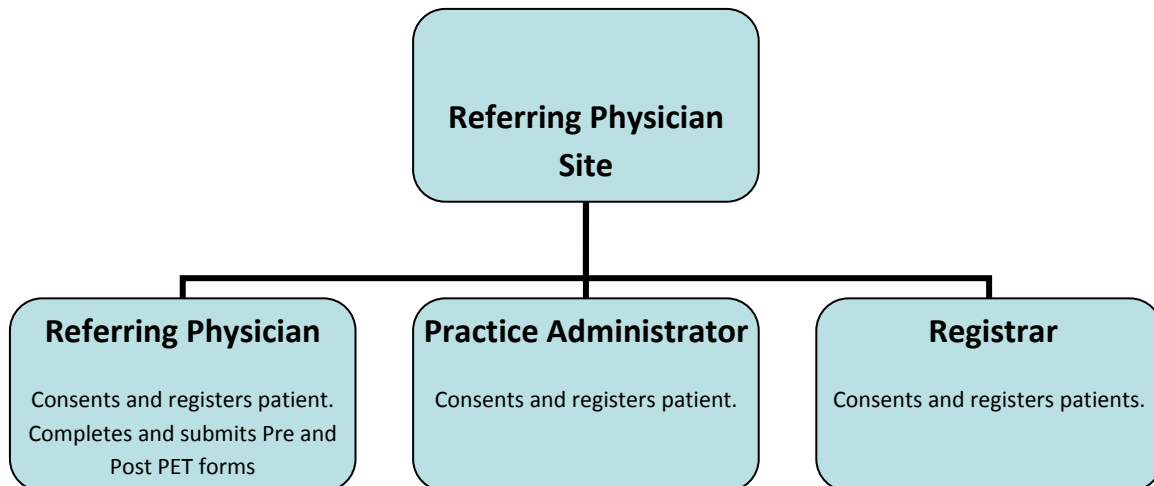 Referring Physician
Site
Referring Physician
Consents and registers patient.
Completes and submits Pre and
Post PET forms
Practice Administrator
Consents and registers patient.
Registrar
Consents and registers patients.